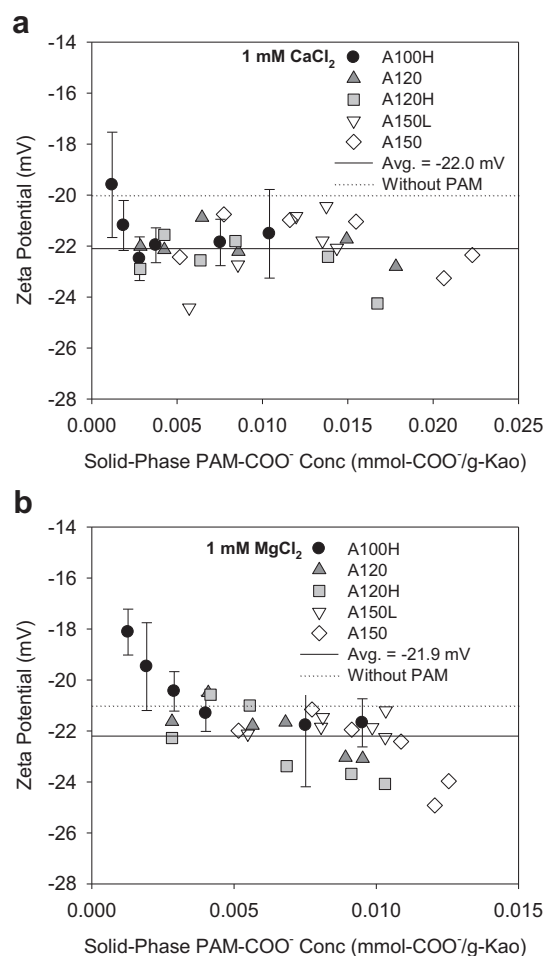 a
-14
1 mM CaCl₂
A100H
A120
-16
A120H
A150L
-18
A150
Avg. = -22.0 mV
Without PAM
-20
-22
-24
-26
-28
0.000 0.005 0.010 0.015 0.020 0.025
Zeta Potential (mV)
Solid-Phase PAM-COO⁻ Conc (mmol-COO⁻/g-Kao)
b
-14
1 mM MgCl₂
A100H
A120
-16
A120H
A150L
A150
-18
Avg. = -21.9 mV
Without PAM
-20
-22
-24
-26
-28
0.000 0.005 0.010 0.015
Zeta Potential (mV)
Solid-Phase PAM-COO⁻ Conc (mmol-COO⁻/g-Kao)